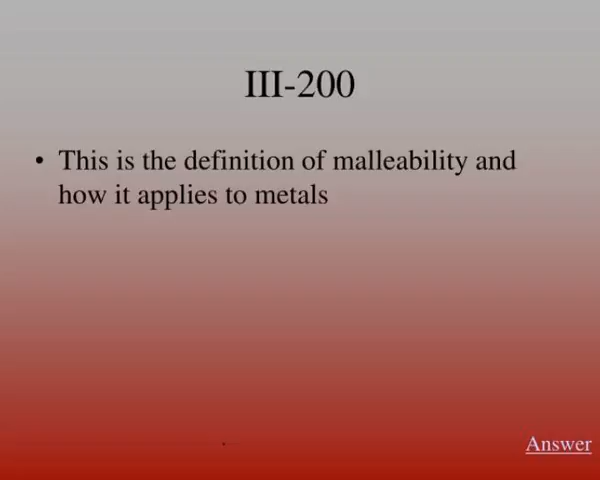 III-200
• This is the definition of malleability and
how it applies to metals
Answer